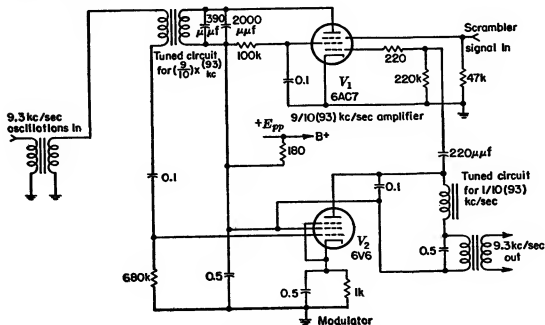 390
μμf
2000
μμf
Tuned circuit
for (9/10) x (93)
kc
100k
0.1
V1
6AC7
220
220k
47k
Scrambler
signal In
9/10(93) kc/sec amplifier
9.3 kc/sec
oscillations In
+Epp
B+
180
220μμf
0.1
0.1
Tuned circuit
for 1/10(93)
kc/sec
V2
6V6
0.5
9.3kc/sec
out
680k
0.5
0.5
1k
Modulator